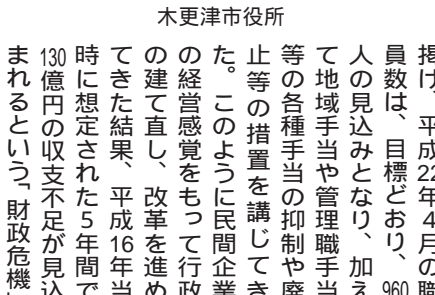 木更津市役所
掲げ、平成22年4月の職
員数は、目標どおり、960
人の見込みとなり、加え
て地域手当や管理職手当
等の各種手当の抑制や廃
止等の措置を講じてき
た。このように民間企業
の経営感覚をもって行政
の建て直し、改革を進め
てきた結果、平成16年当
時に想定された5年間で
130億円の収支不足が見込
まれるという「財政危機」